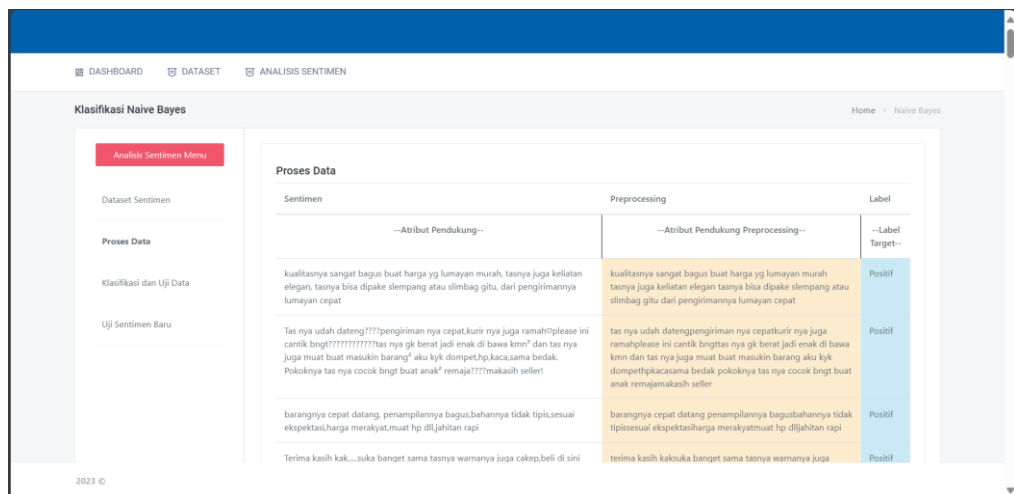 DASHBOARD DATASET ANALISIS SENTIMEN
Klasifikasi Naive Bayes
Home > Naive Bayes
Analisis Sentimen Menu
Dataset Sentimen
Proses Data
Klasifikasi dan Uji Data
Uji Sentimen Baru
Proses Data
Sentimen Preprocessing Label
--Atribut Pendukung--
--Atribut Pendukung Preprocessing--
--Label
Target--
kualitasnya sangat bagus buat harga yg lumayan murah, tasnya juga keliatan
elegan, tasnya bisa dipake slempang atau slimbag gitu, dari pengirimannya
lumayan cepat
kualitasnya sangat bagus buat harga yg lumayan murah
tasnya juga keliatan elegan tasnya bisa dipake slempang atau
slimbag gitu dari pengirimannya lumayan cepat
Positif
Tas nya udah dateng????pengiriman nya cepat,kurir nya juga ramah♡please ini
cantik bngt????????????tas nya gk berat jadi enak di bawa kmn² dan tas nya
juga muat buat masukin barang² aku kyk dompet,hp,kaca,sama bedak.
Pokoknya tas nya cocok bngt buat anak² remaja????makasih seller!
tas nya udah datengpengiriman nya cepatkurir nya juga
ramahplease ini cantik bngttas nya gk berat jadi enak di bawa
kmn dan tas nya juga muat buat masukin barang aku kyk
dompethpkacasama bedak pokoknya tas nya cocok bngt buat
anak remajamakasih seller
Positif
barangnya cepat datang, penampilannya bagus,bahannya tidak tipis,sesuai
ekspektasi,harga merakyat,muat hp dll,jahitan rapi
barangnya cepat datang penampilannya bagusbahannya tidak
tipissesuai ekspektasiharga merakyatmuat hp dlljahitan rapi
Positif
Terima kasih kak.....suka banget sama tasnya warnanya juga cakep,beli di sini
terima kasih kaksuka banget sama tasnya warnanya juga
Positif
2023 ©